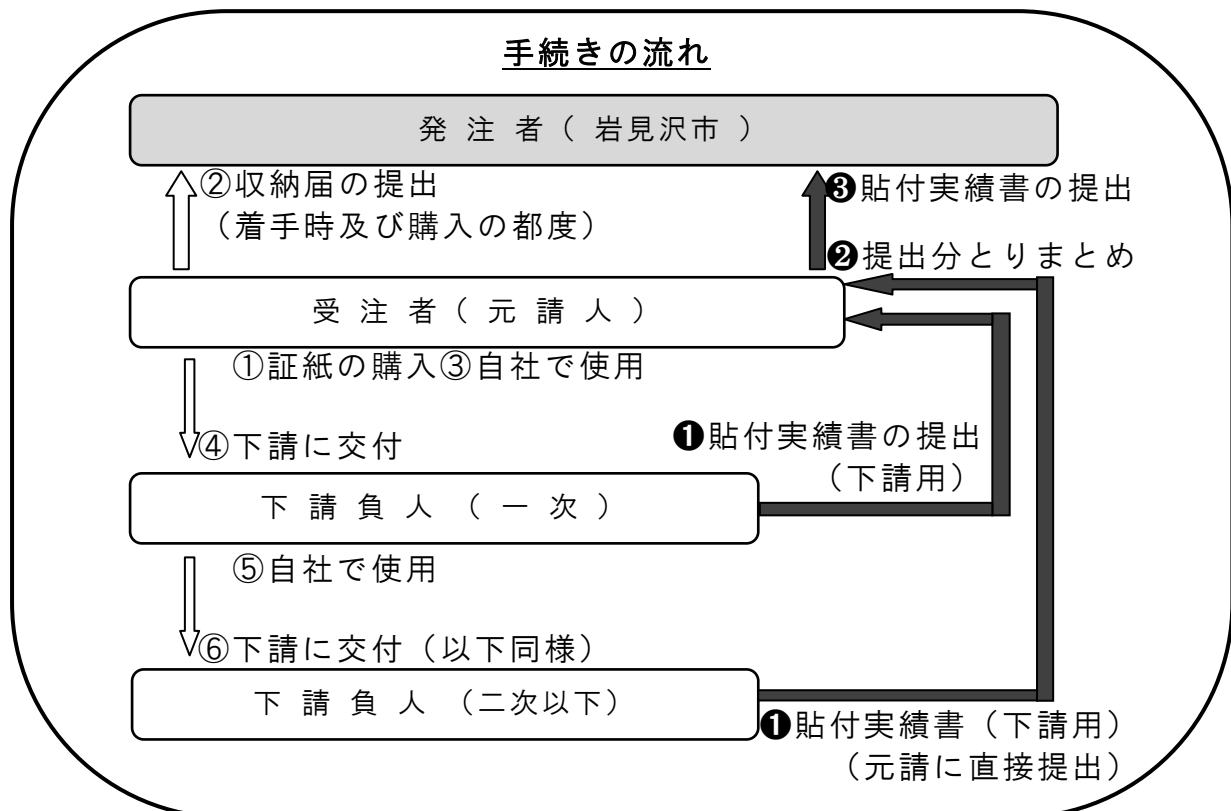 手続きの流れ
発 注 者 （ 岩見沢市 ）
②収納届の提出
（着手時及び購入の都度）
❸貼付実績書の提出
❷提出分とりまとめ
受 注 者 （ 元 請 人 ）
①証紙の購入③自社で使用
④下請に交付
❶貼付実績書の提出
（下請用）
下 請 負 人 （ 一 次 ）
⑤自社で使用
⑥下請に交付（以下同様）
下 請 負 人 （二次以下）
❶貼付実績書（下請用）
（元請に直接提出）